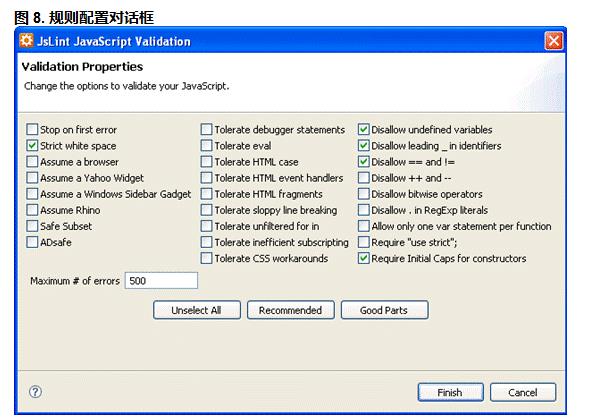 图 8. 规则配置对话框
JsLint JavaScript Validation
Validation Properties
Change the options to validate your JavaScript.
Stop on first error
Strict white space
Assume a browser
Assume a Yahoo Widget
Assume a Windows Sidebar Gadget
Assume Rhino
Safe Subset
ADsafe
Tolerate debugger statements
Tolerate eval
Tolerate HTML case
Tolerate HTML event handlers
Tolerate HTML fragments
Tolerate sloppy line breaking
Tolerate unfiltered for in
Tolerate inefficient subscripting
Tolerate CSS workarounds
Disallow undefined variables
Disallow leading _ in identifiers
Disallow == and !=
Disallow ++ and --
Disallow bitwise operators
Disallow . in RegExp literals
Allow only one var statement per function
Require "use strict";
Require Initial Caps for constructors
Maximum # of errors 500
Unselect All Recommended Good Parts
? Finish Cancel